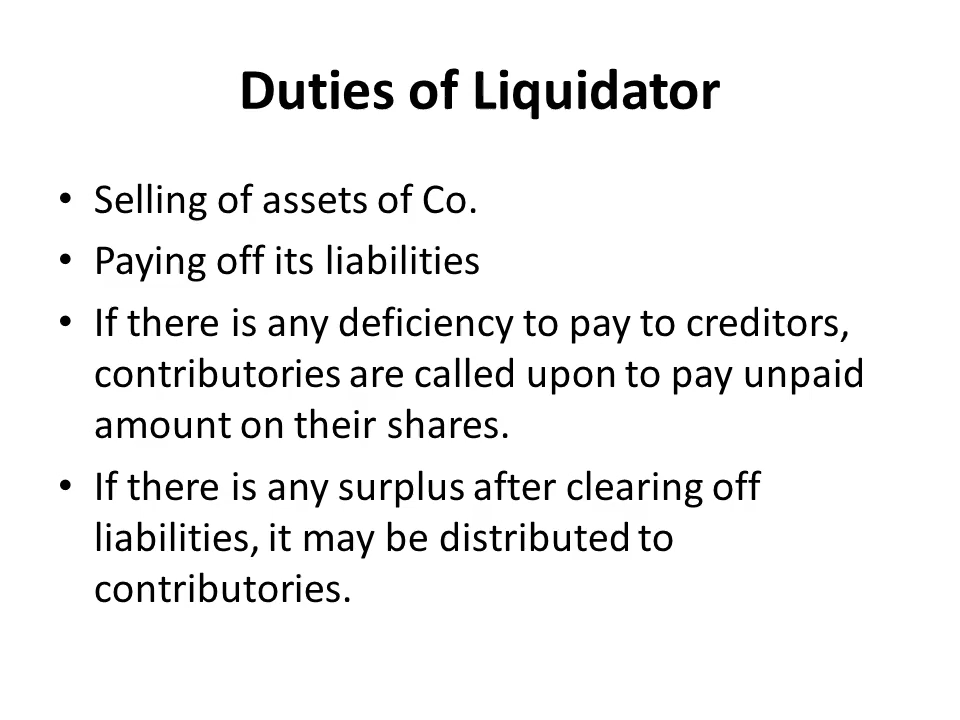 Duties of Liquidator
• Selling of assets of Co.
• Paying off its liabilities
• If there is any deficiency to pay to creditors,
contributories are called upon to pay unpaid
amount on their shares.
• If there is any surplus after clearing off
liabilities, it may be distributed to
contributories.